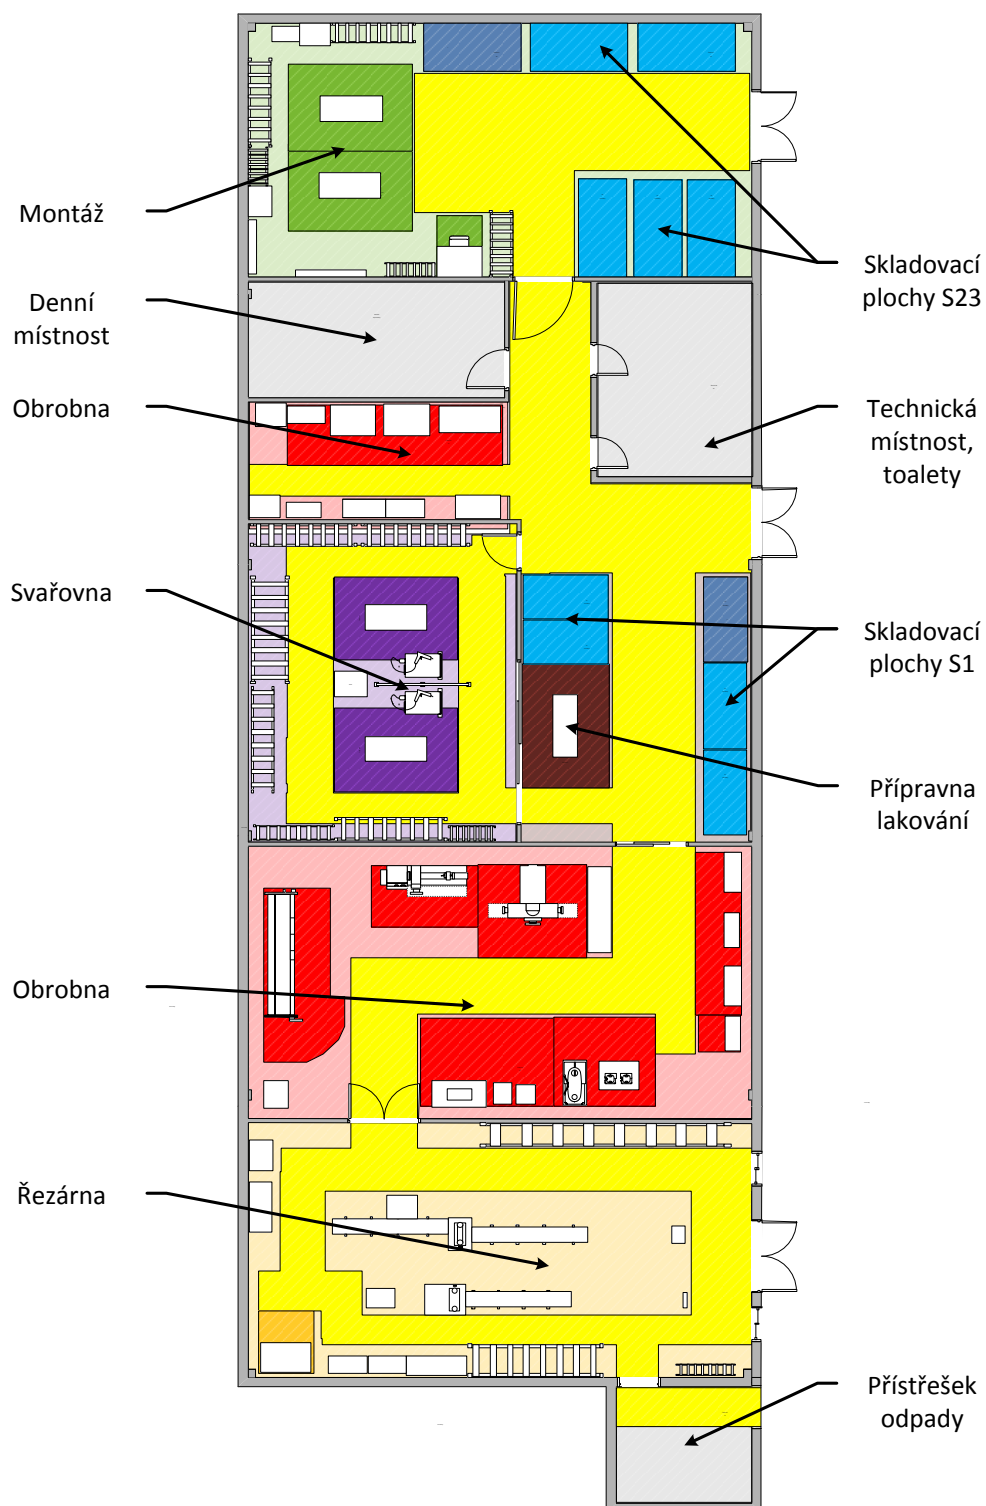 Montáž
Denní
místnost
Obrobna
Svařovna
Obrobna
Řezárna
Skladovací
plochy S23
Technická
místnost,
toalety
Skladovací
plochy S1
Přípravna
lakování
Přístřešek
odpady